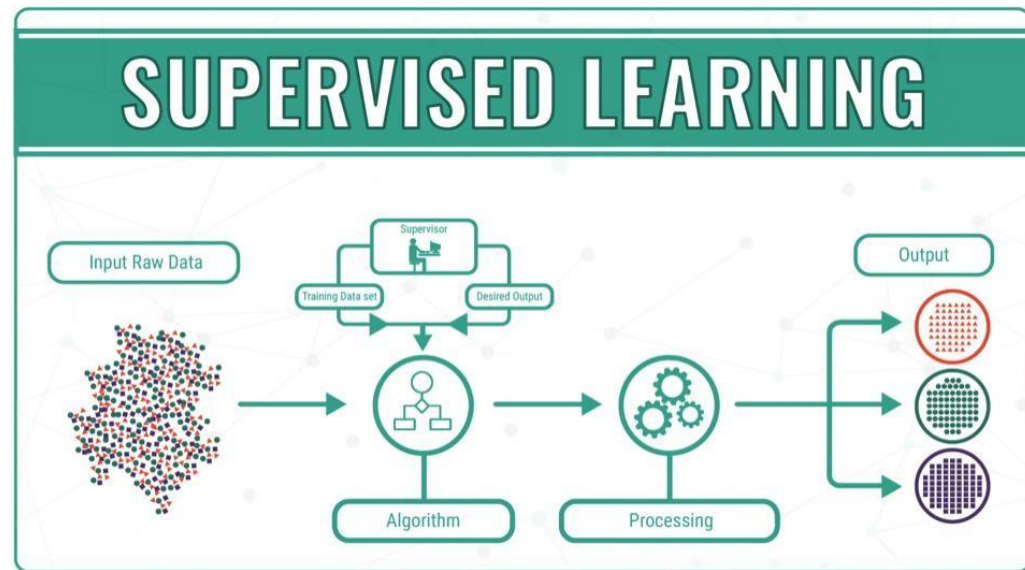 SUPERVISED LEARNING
Input Raw Data
Supervisor
Training Data set
Desired Output
Output
Algorithm
Processing